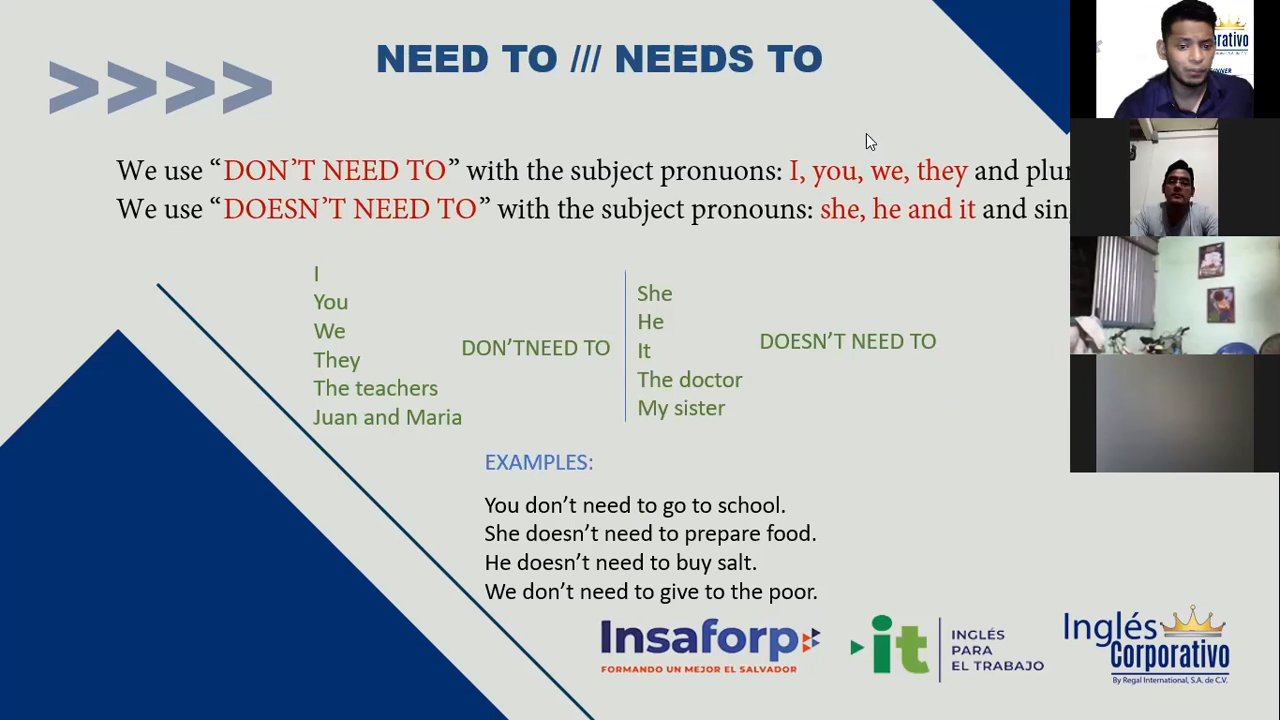 NEED TO /// NEEDS TO
>>>>
We use “DON’T NEED TO” with the subject pronuons: I, you, we, they and plur
We use “DOESN’T NEED TO” with the subject pronouns: she, he and it and sin
I
You
We
They
The teachers
Juan and Maria
DON’TNEED TO
She
He
It
The doctor
My sister
DOESN’T NEED TO
EXAMPLES:
You don’t need to go to school.
She doesn’t need to prepare food.
He doesn’t need to buy salt.
We don’t need to give to the poor.
Insaforp
FORMANDO UN MEJOR EL SALVADOR
it
INGLÉS
PARA
EL TRABAJO
Inglés
Corporativo
By Regal International, S.A. de C.V.